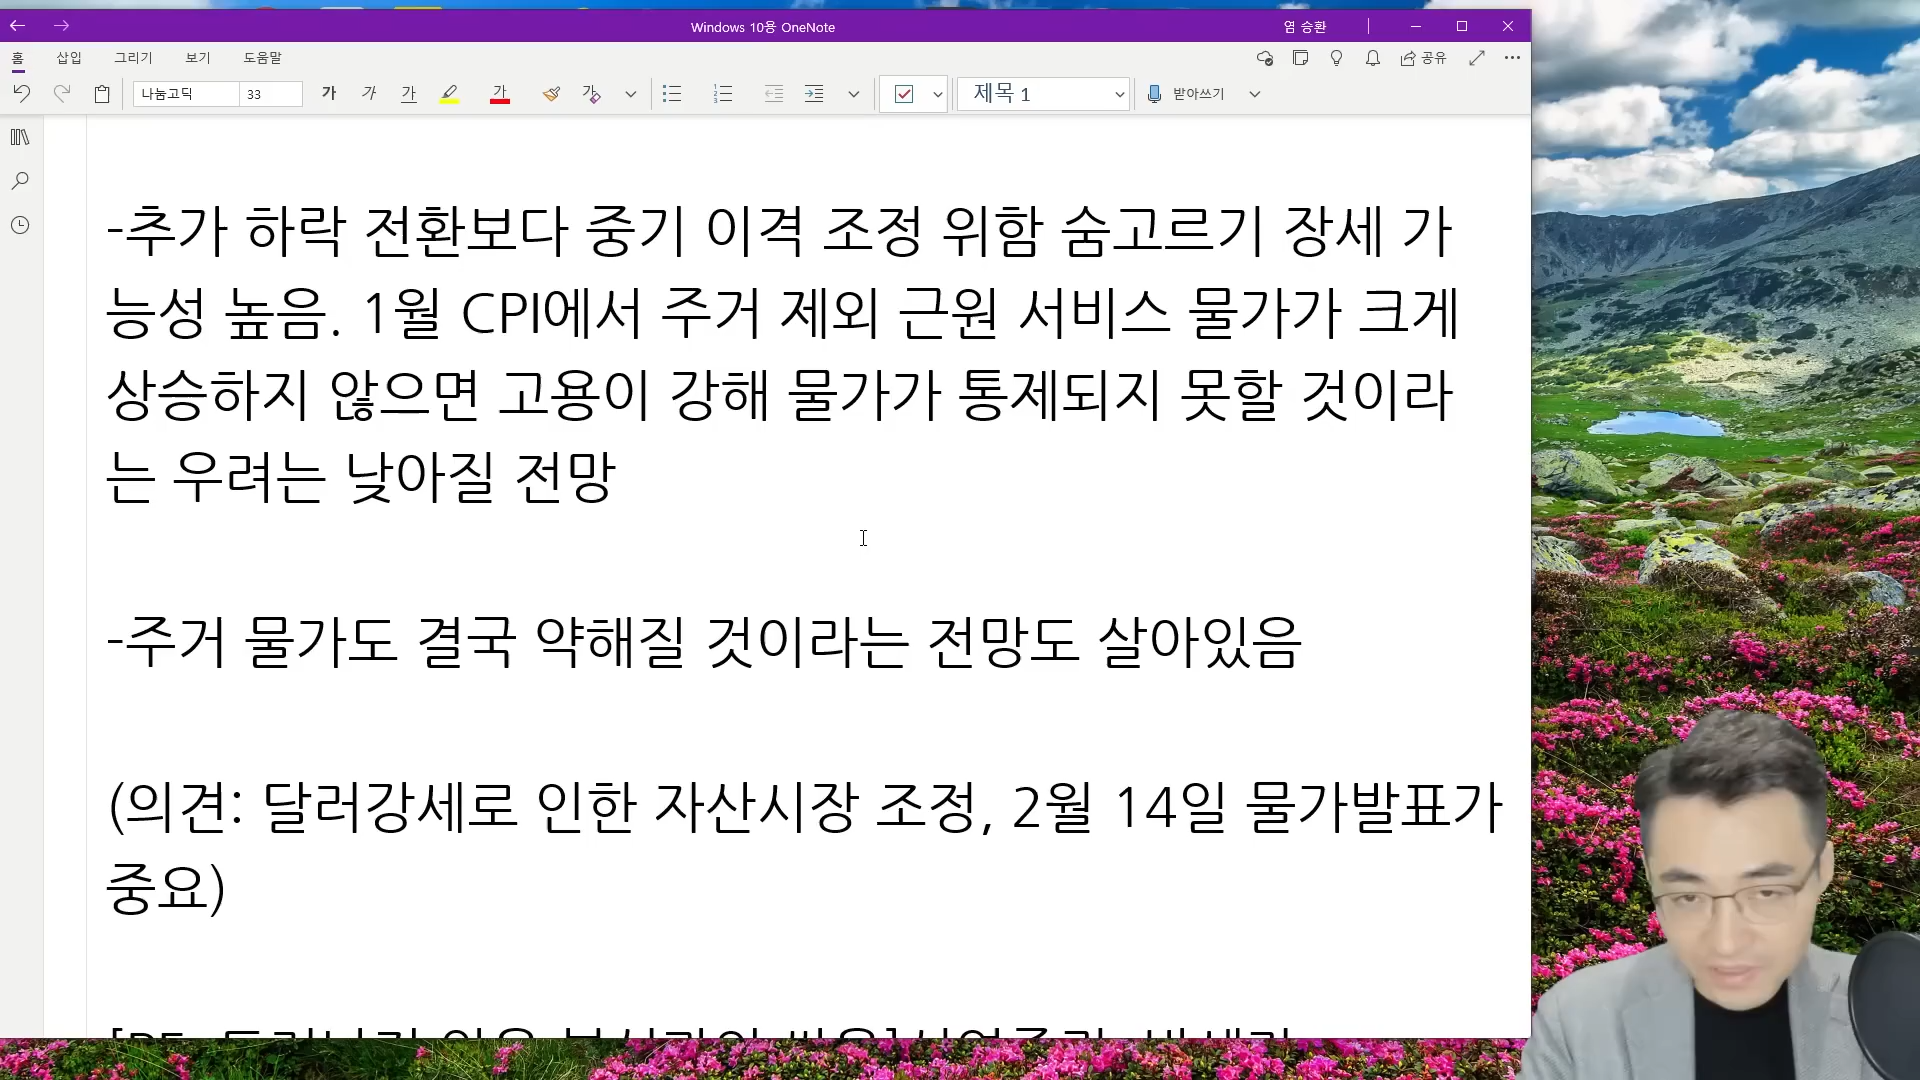 Windows 10용 OneNote
염 승환
홈 삽입 그리기 보기 도움말
공유
나눔고딕 33 가 가 가 가 가 제목 1 받아쓰기
-추가 하락 전환보다 중기 이격 조정 위함 숨고르기 장세 가
능성 높음. 1월 CPI에서 주거 제외 근원 서비스 물가가 크게
상승하지 않으면 고용이 강해 물가가 통제되지 못할 것이라
는 우려는 낮아질 전망
-주거 물가도 결국 약해질 것이라는 전망도 살아있음
(의견: 달러강세로 인한 자산시장 조정, 2월 14일 물가발표가
중요)